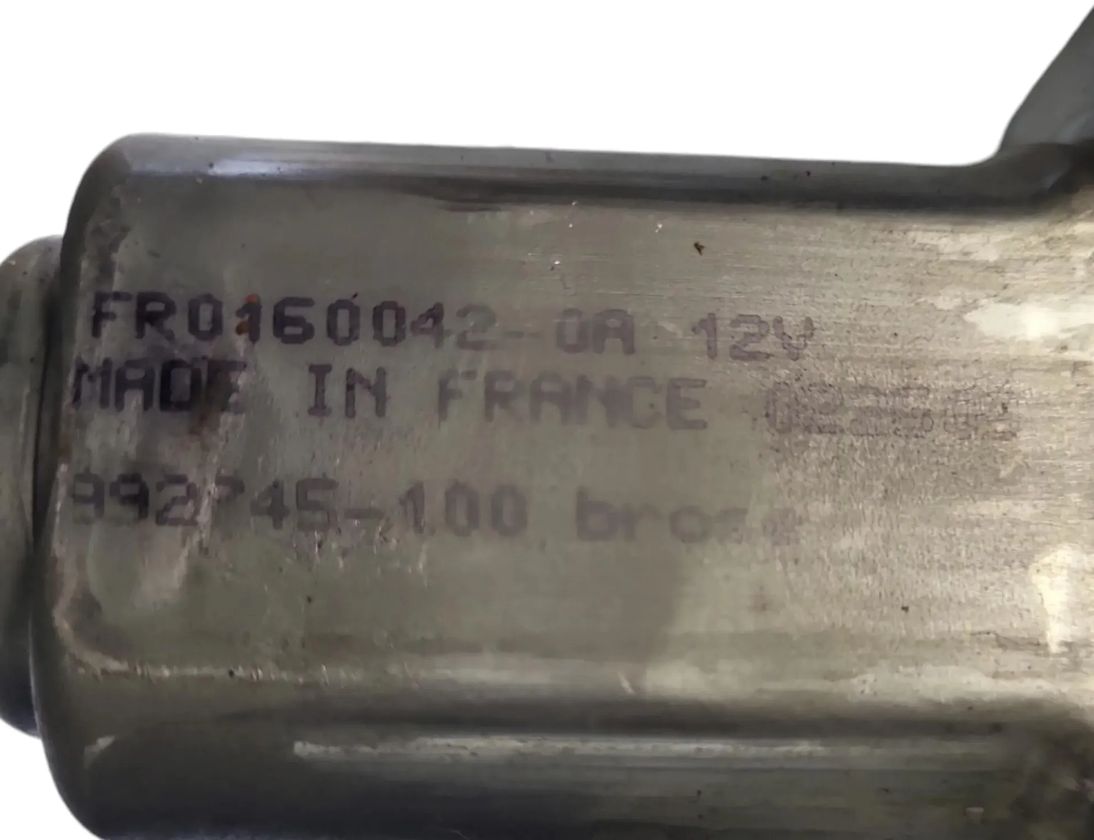 FR0160042-0A 12V
MADE IN FRANCE
992745-100 brose